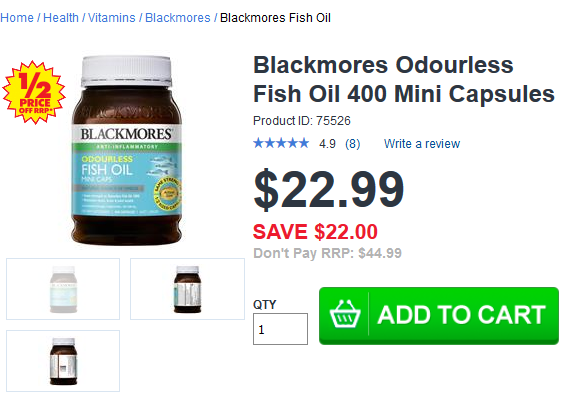 Home / Health / Vitamins / Blackmores / Blackmores Fish Oil
1/2
PRICE
OFF RRP*
BLACKMORES
ANTI-INFLAMMATORY
ODOURLESS
FISH OIL
MINI CAPS
Blackmores Odourless
Fish Oil 400 Mini Capsules
Product ID: 75526
4.9 (8) Write a review
$22.99
SAVE $22.00
Don't Pay RRP: $44.99
QTY
1
ADD TO CART